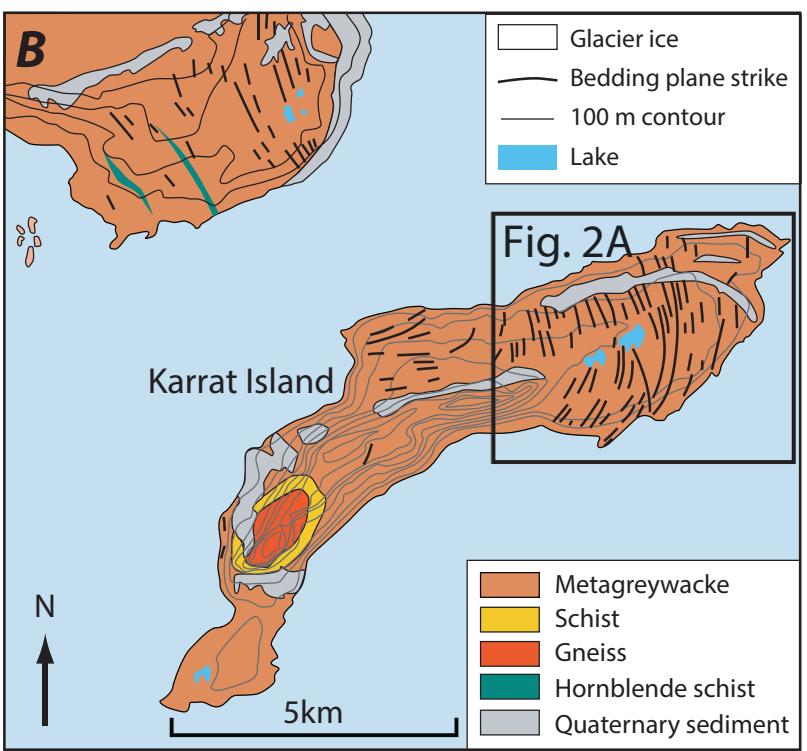 B
Glacier ice
Bedding plane strike
100 m contour
Lake
Fig. 2A
Karrat Island
N
5km
Metagreywacke
Schist
Gneiss
Hornblende schist
Quaternary sediment